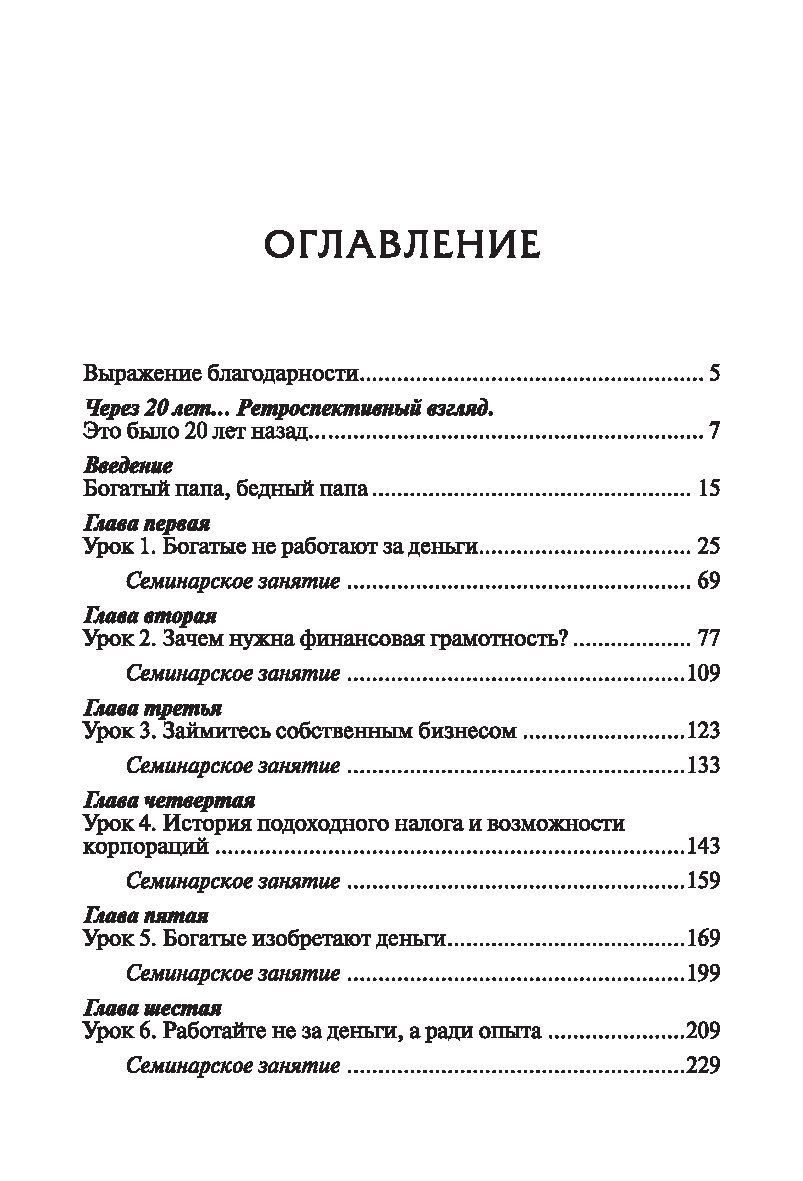 ОГЛАВЛЕНИЕ
Выражение благодарности....................................................... 5
Через 20 лет… Ретроспективный взгляд.
Это было 20 лет назад............................................................... 7
Введение
Богатый папа, бедный папа ................................................... 15
Глава первая
Урок 1. Богатые не работают за деньги.................................. 25
Семинарское занятие ....................................................... 69
Глава вторая
Урок 2. Зачем нужна финансовая грамотность? ................... 77
Семинарское занятие ......................................................109
Глава третья
Урок 3. Займитесь собственным бизнесом ..........................123
Семинарское занятие ......................................................133
Глава четвертая
Урок 4. История подоходного налога и возможности
корпораций ...........................................................................143
Семинарское занятие ......................................................159
Глава пятая
Урок 5. Богатые изобретают деньги......................................169
Семинарское занятие ......................................................199
Глава шестая
Урок 6. Работайте не за деньги, а ради опыта ......................209
Семинарское занятие ......................................................229